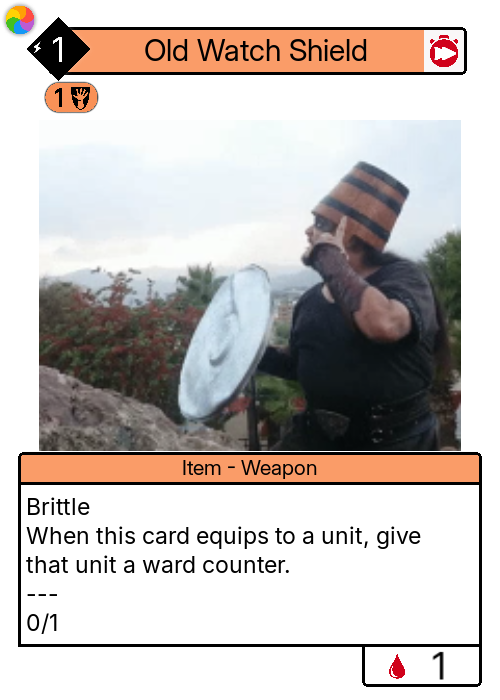 1
Old Watch Shield
1
Item - Weapon
Brittle
When this card equips to a unit, give
that unit a ward counter.
---
0/1
1